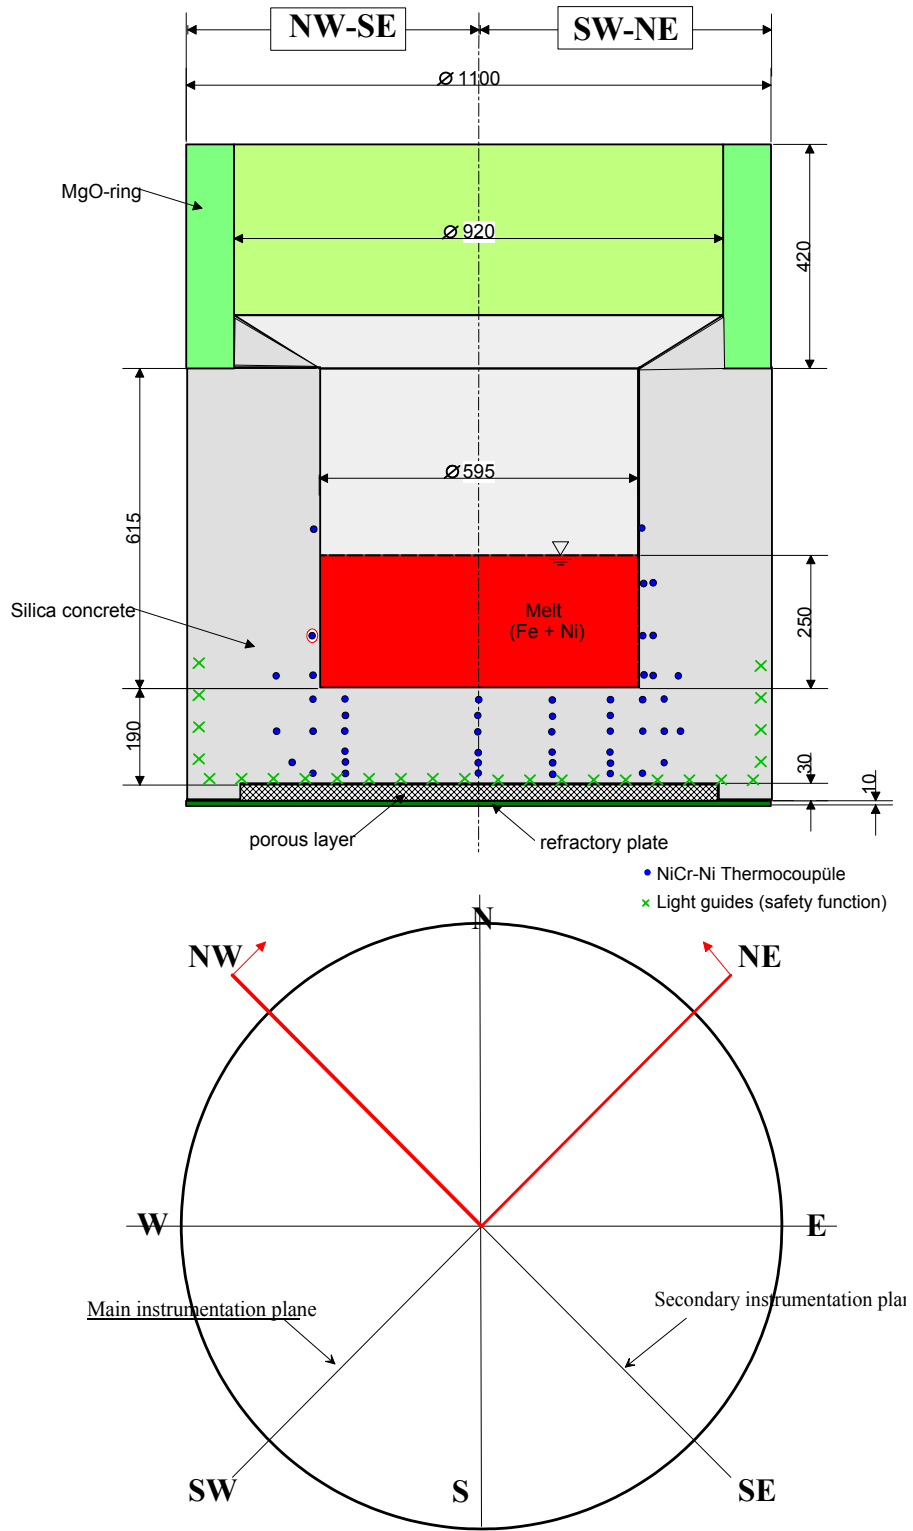 NW-SE
SW-NE
Ø 1100
MgO-ring
Ø 920
420
Ø 595
615
Silica concrete
Melt
(Fe + Ni)
250
190
30
10
porous layer
refractory plate
NiCr-Ni Thermocoupüle
Light guides (safety function)
N
NW
NE
W
E
Main instrumentation plane
Secondary instrumentation plan
SW
S
SE